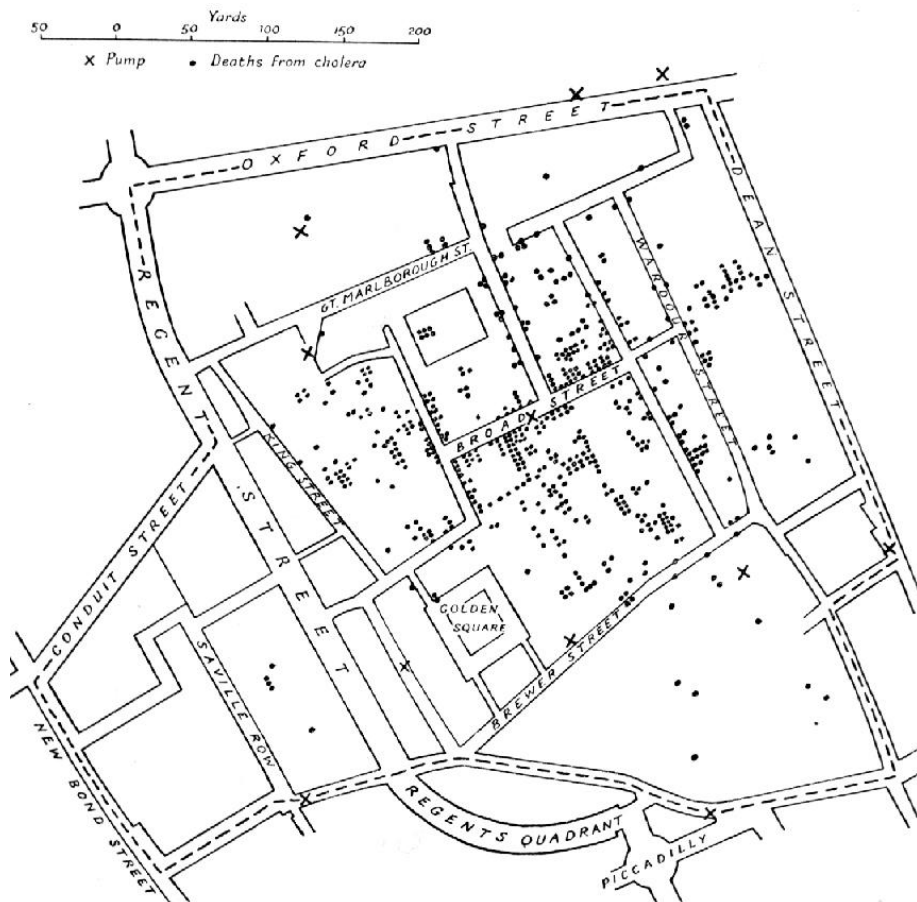 Yards
50 0 50 100 150 200
× Pump • Deaths from cholera
OXFORD STREET
DEAN STREET
REGENT STREET
GT. MARLBOROUGH ST.
WARDOUR STREET
BROAD STREET
KING STREET
CONDUIT STREET
GOLDEN
SQUARE
BREWER STREET
SAVILLE ROW
NEW BOND STREET
REGENTS QUADRANT
PICCADILLY